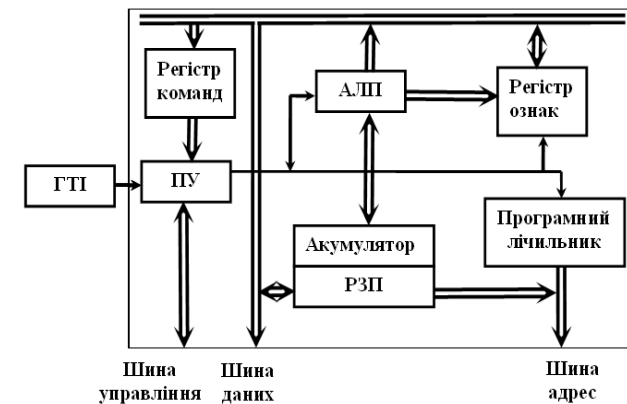 Регістр
команд
АЛП
Регістр
ознак
ГТІ
ПУ
Програмний
лічильник
Акумулятор
РЗП
Шина
управління
Шина
даних
Шина
адрес